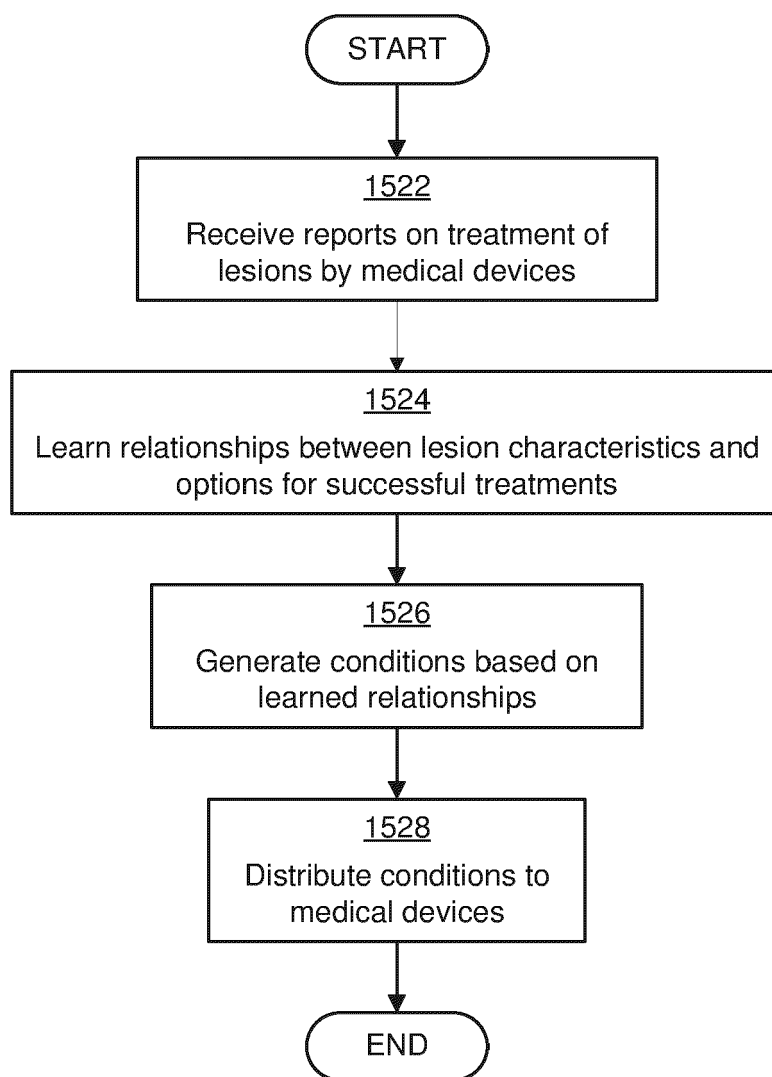 START
1522
Receive reports on treatment of
lesions by medical devices
1524
Learn relationships between lesion characteristics and
options for successful treatments
1526
Generate conditions based on
learned relationships
1528
Distribute conditions to
medical devices
END